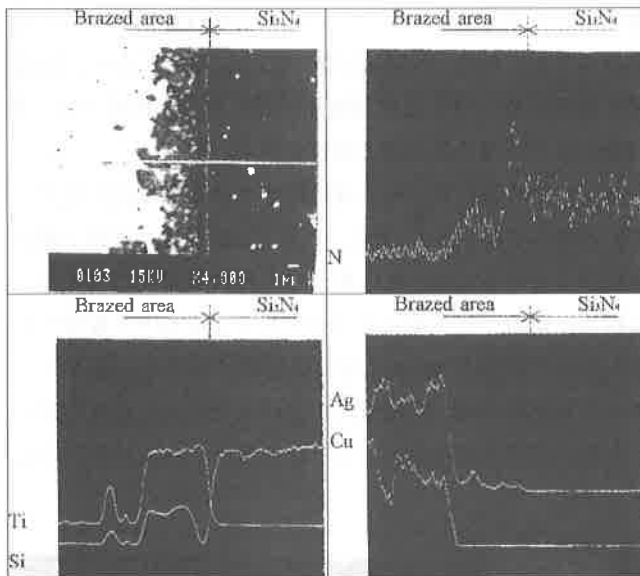 Brazed area Si₃N₄
Brazed area Si₃N₄
N
0103 15KV X4,000 1μm
Brazed area Si₃N₄
Brazed area Si₃N₄
Ag
Cu
Ti
Si